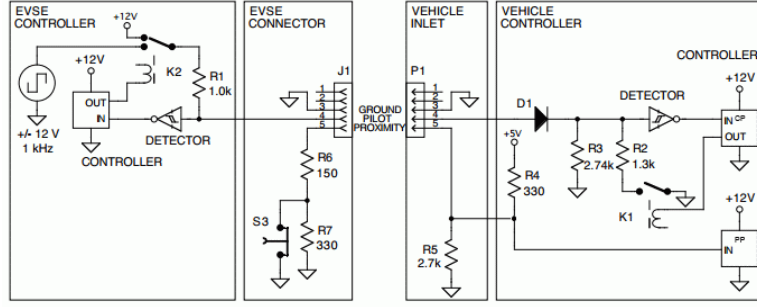 EVSE
CONTROLLER
+12V
+12V
K2
R1
1.0k
OUT
IN
DETECTOR
+/- 12 V
1 kHz
CONTROLLER
EVSE
CONNECTOR
J1
1
2
3
4
5
R6
150
S3
R7
330
GROUND
PILOT
PROXIMITY
VEHICLE
INLET
P1
1
2
3
4
5
R5
2.7k
VEHICLE
CONTROLLER
CONTROLLER
+12V
D1
DETECTOR
IN CP
OUT
+5V
R3
2.74k
R2
1.3k
R4
330
K1
+12V
PP
IN